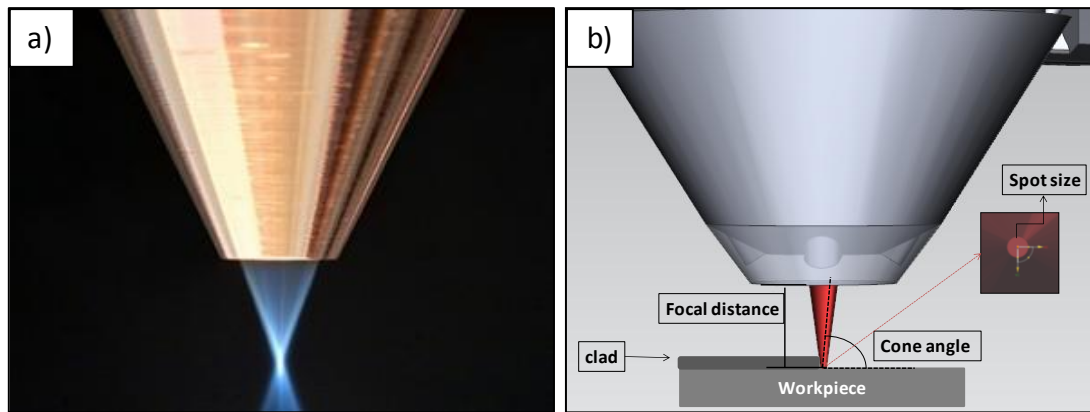 a)
b)
Spot size
Focal distance
Cone angle
clad
Workpiece